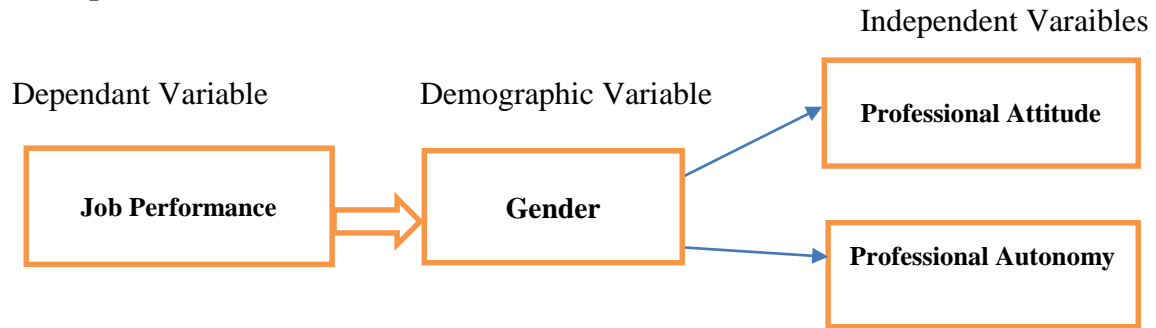 Independent Varaibles
Dependant Variable
Demographic Variable
Professional Attitude
Job Performance
Gender
Professional Autonomy